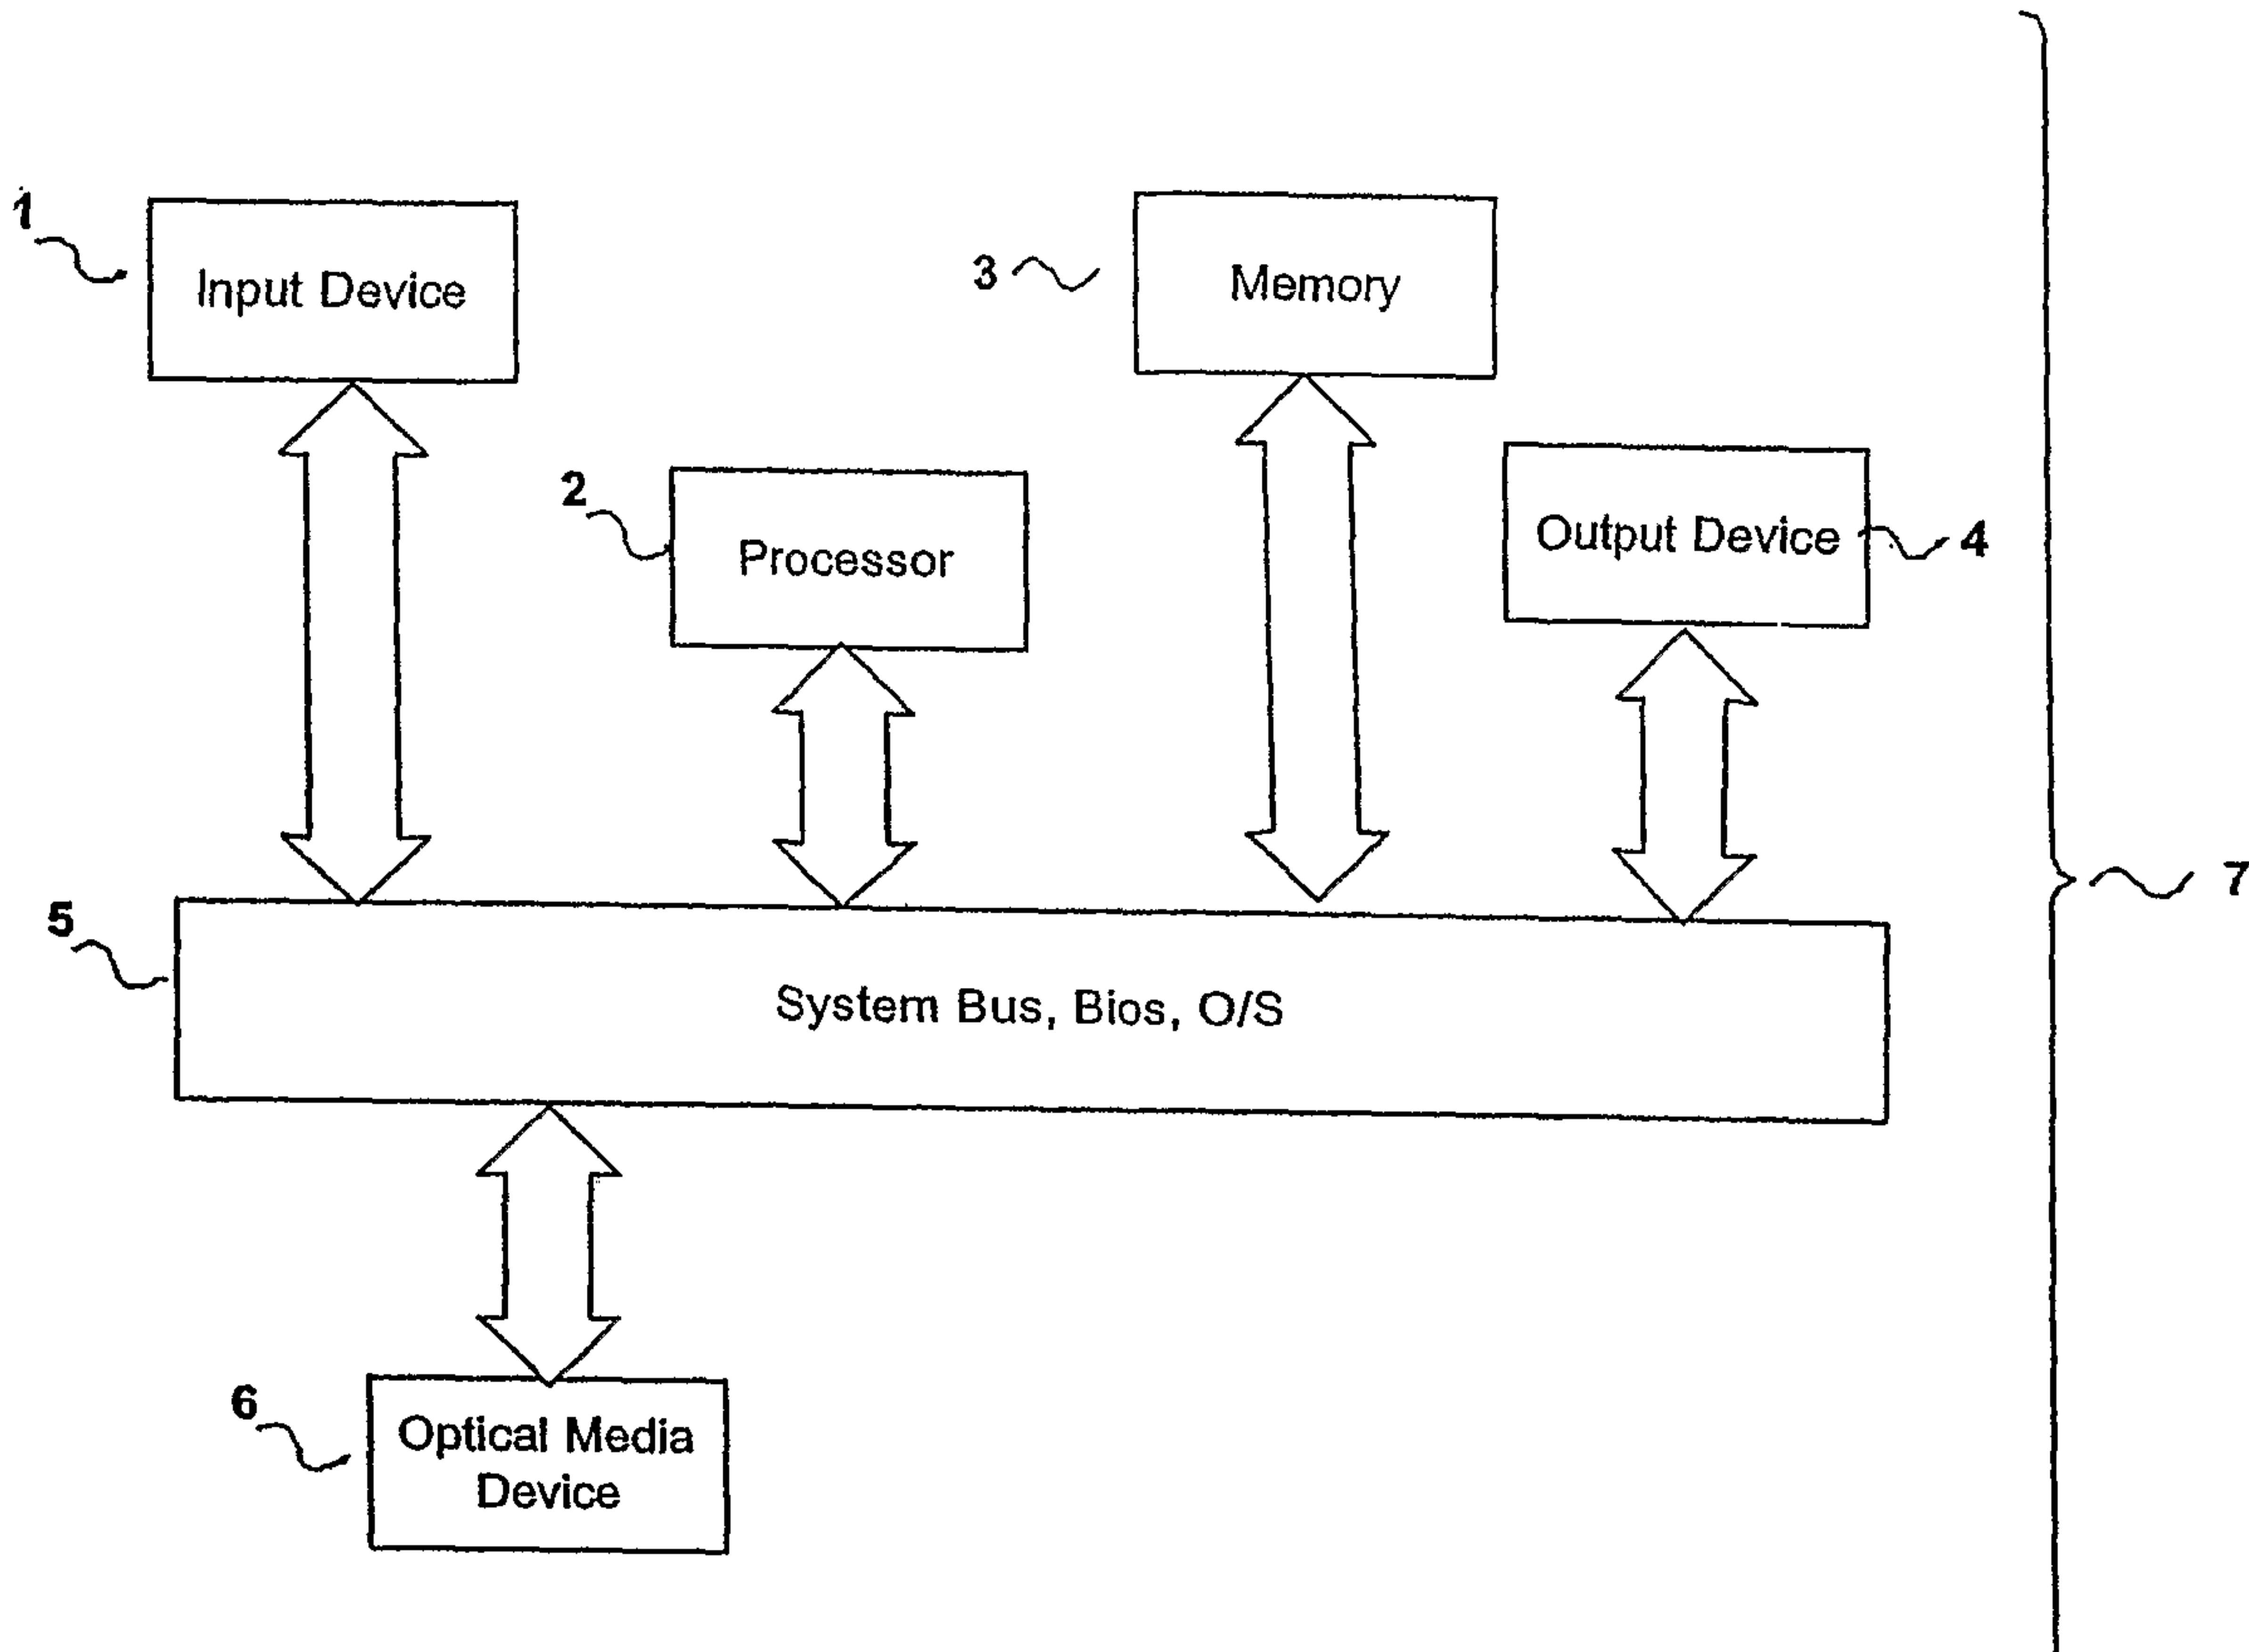 1
Input Device
3
Memory
2
Processor
Output Device
4
5
System Bus, Bios, O/S
7
6
Optical Media
Device